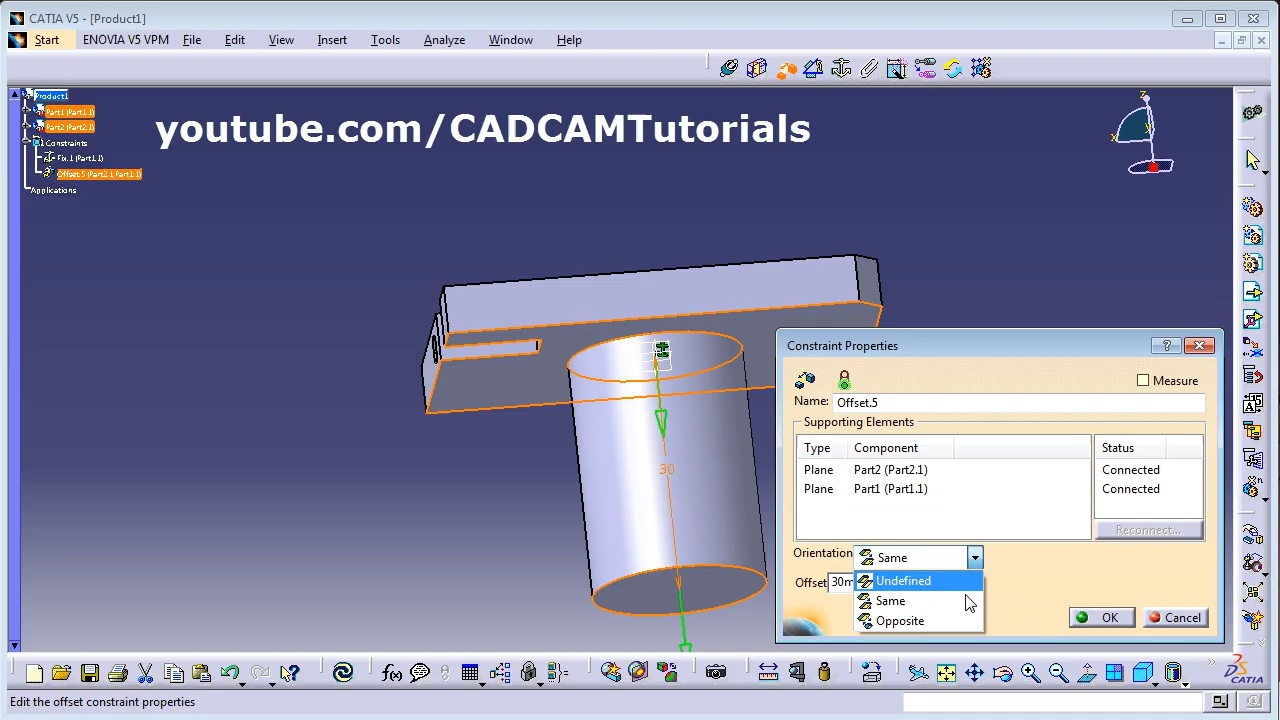 CATIA V5 - [Product1]
Start ENOVIA V5 VPM File Edit View Insert Tools Analyze Window Help
Product1
Part1 (Part1.1)
Part2 (Part2.1)
Constraints
Fix.1 (Part1.1)
Offset.5 (Part2.1,Part1.1)
Applications
youtube.com/CADCAMTutorials
z
x
y
30
Constraint Properties
Measure
Name: Offset.5
Supporting Elements
Type Component Status
Plane Part2 (Part2.1) Connected
Plane Part1 (Part1.1) Connected
Reconnect...
Orientation Same
Offset 30m
Undefined
Same
Opposite
OK Cancel
f(x)
CATIA
Edit the offset constraint properties